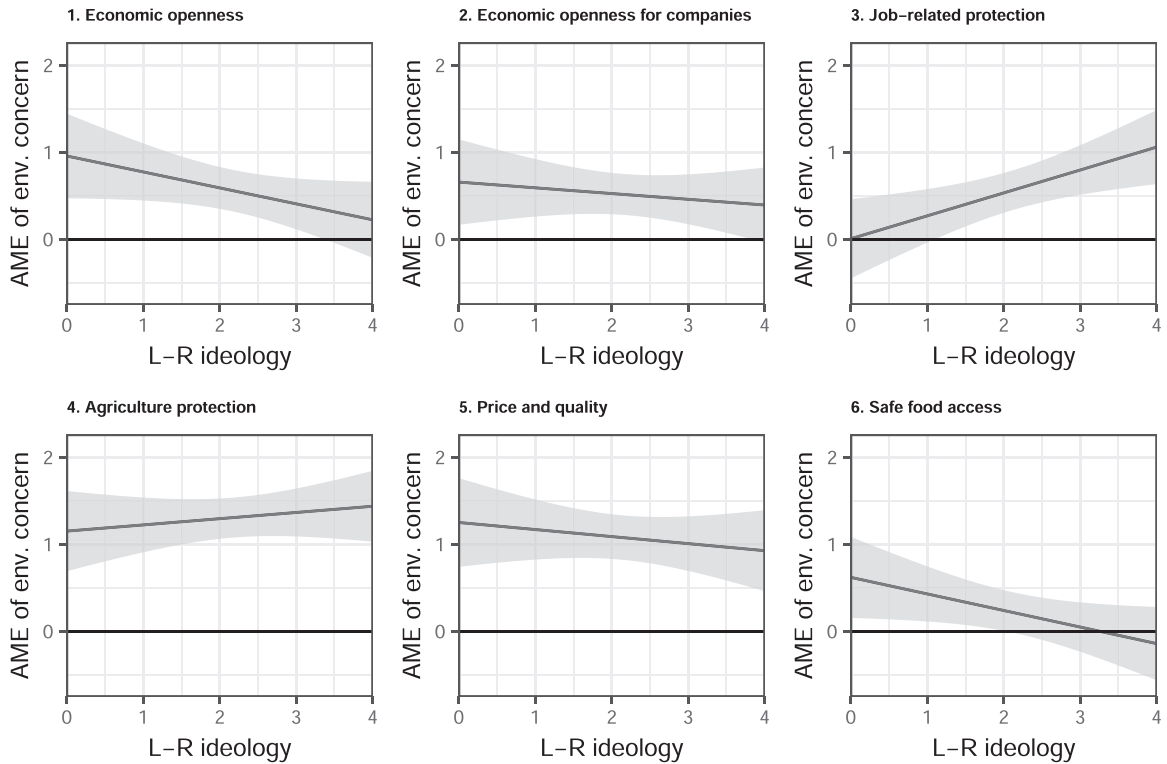 1. Economic openness
2
1
0
AME of env. concern
0 1 2 3 4
L–R ideology
2. Economic openness for companies
2
1
0
AME of env. concern
0 1 2 3 4
L–R ideology
3. Job–related protection
2
1
0
AME of env. concern
0 1 2 3 4
L–R ideology
4. Agriculture protection
2
1
0
AME of env. concern
0 1 2 3 4
L–R ideology
5. Price and quality
2
1
0
AME of env. concern
0 1 2 3 4
L–R ideology
6. Safe food access
2
1
0
AME of env. concern
0 1 2 3 4
L–R ideology